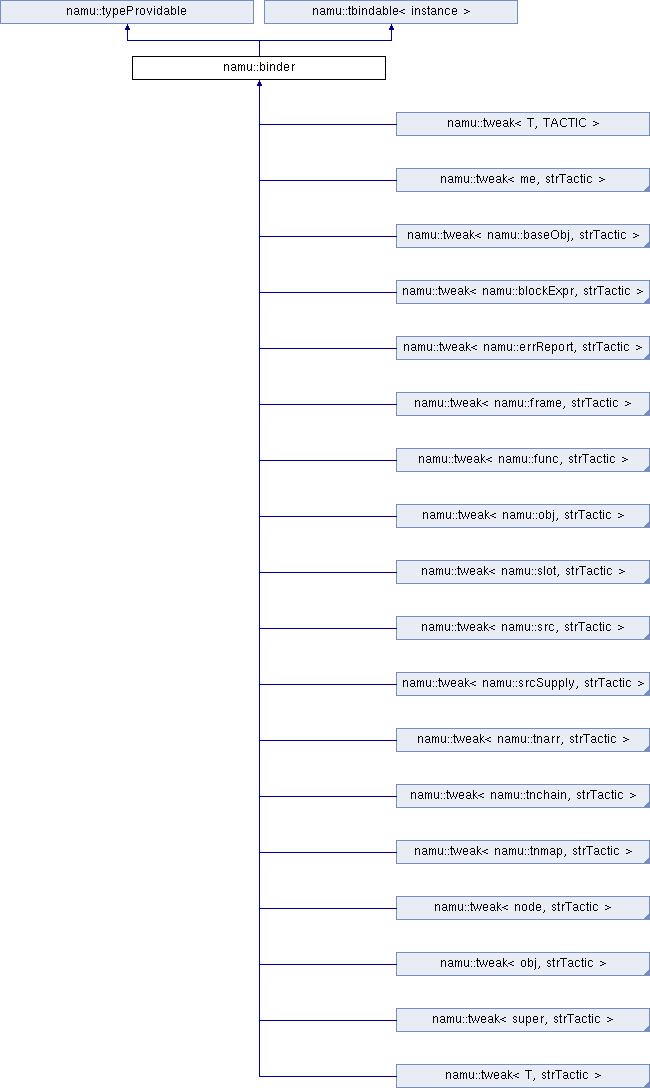 namu::typeProvidable
namu::tbindable< instance >
namu::binder
namu::tweak< T, TACTIC >
namu::tweak< me, strTactic >
namu::tweak< namu::baseObj, strTactic >
namu::tweak< namu::blockExpr, strTactic >
namu::tweak< namu::errReport, strTactic >
namu::tweak< namu::frame, strTactic >
namu::tweak< namu::func, strTactic >
namu::tweak< namu::obj, strTactic >
namu::tweak< namu::slot, strTactic >
namu::tweak< namu::src, strTactic >
namu::tweak< namu::srcSupply, strTactic >
namu::tweak< namu::tnarr, strTactic >
namu::tweak< namu::tnchain, strTactic >
namu::tweak< namu::tnmap, strTactic >
namu::tweak< node, strTactic >
namu::tweak< obj, strTactic >
namu::tweak< super, strTactic >
namu::tweak< T, strTactic >